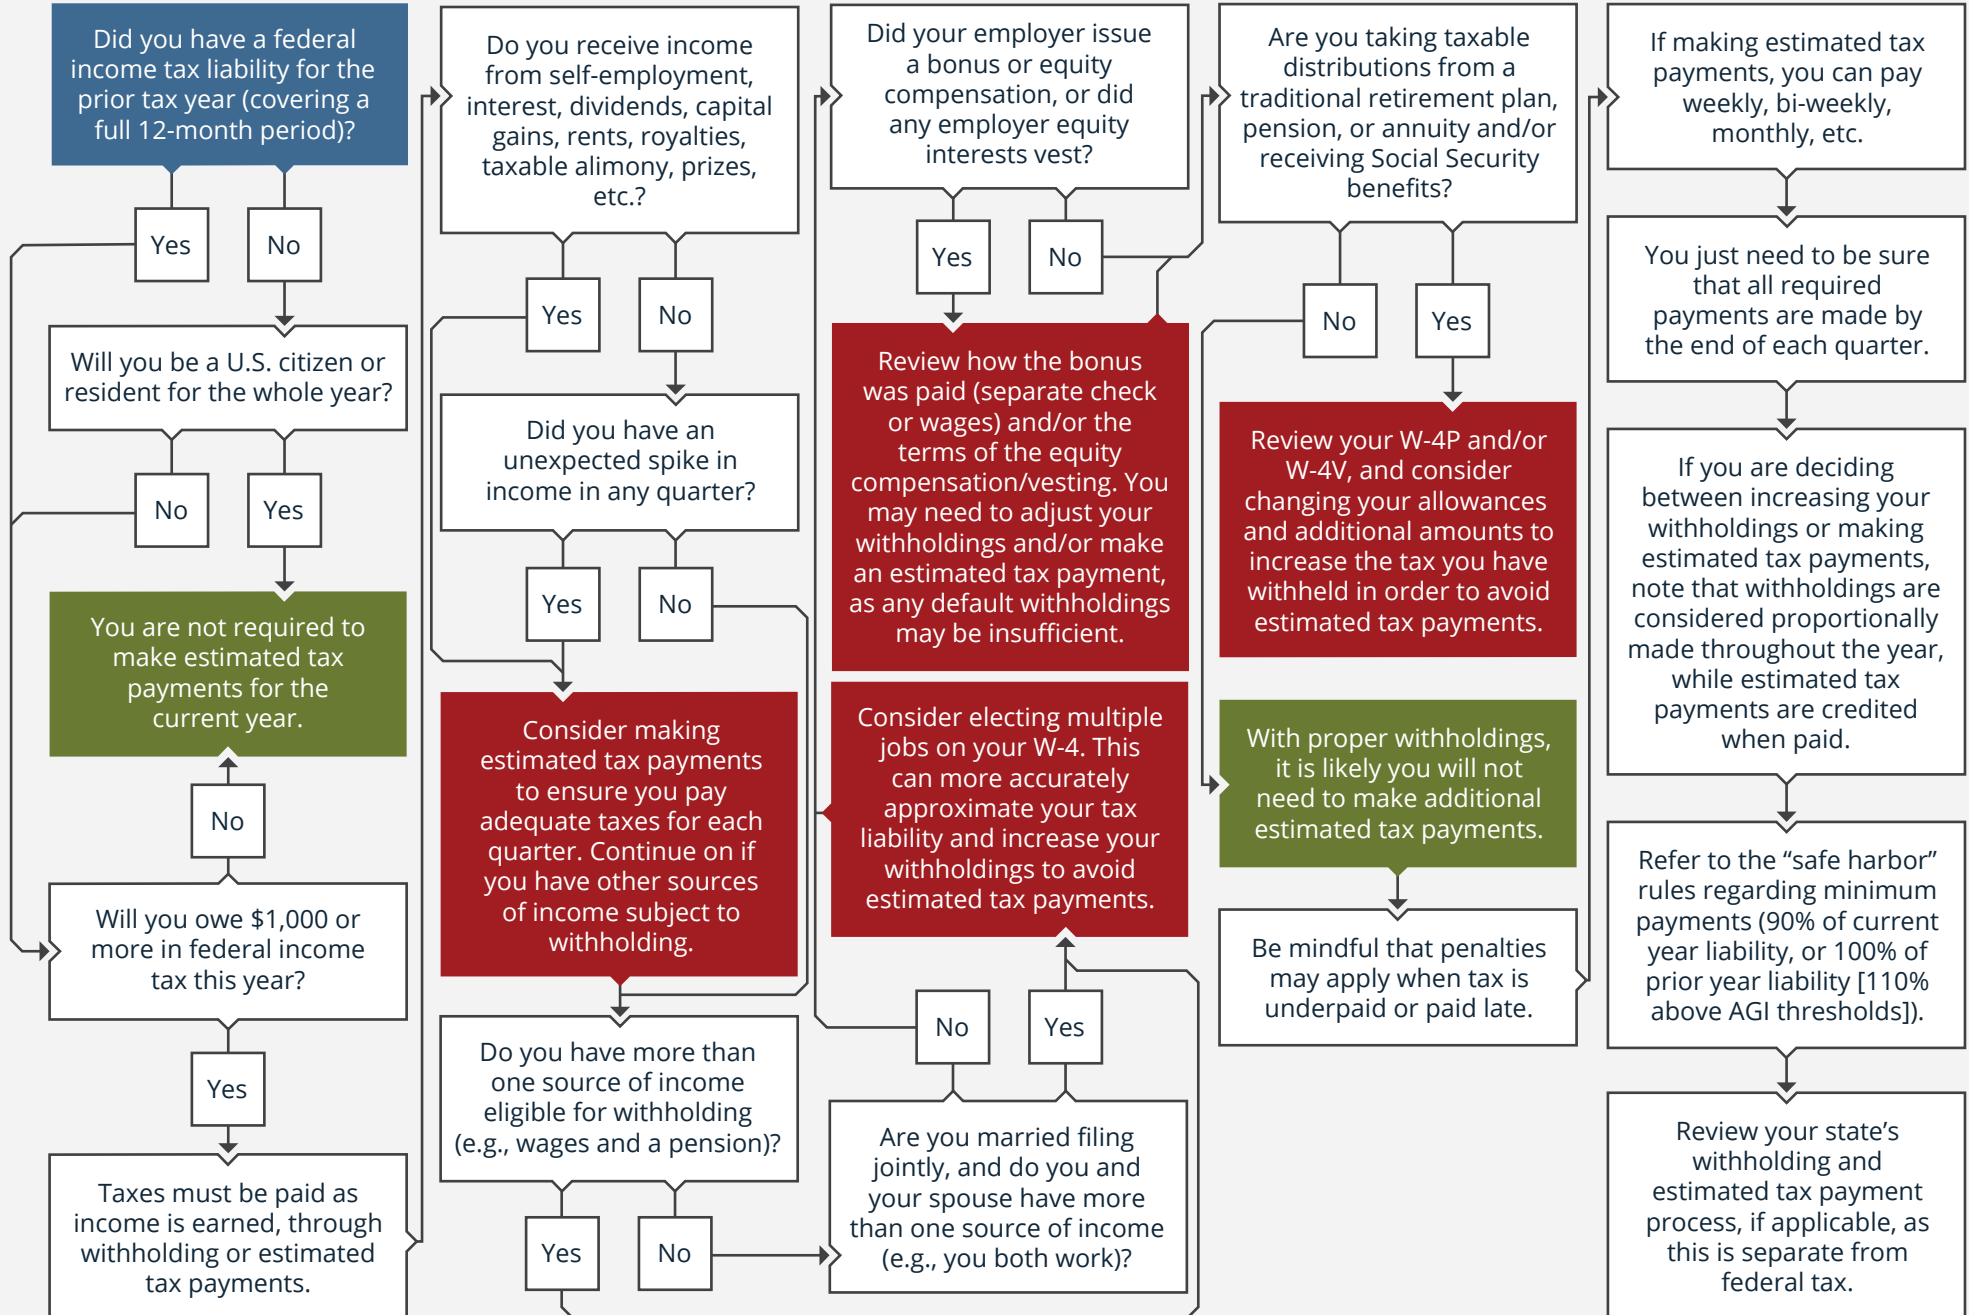 Did you have a federal
income tax liability for the
prior tax year (covering a
full 12-month period)?
Yes
No
Will you be a U.S. citizen or
resident for the whole year?
No
Yes
You are not required to
make estimated tax
payments for the
current year.
No
Will you owe $1,000 or
more in federal income
tax this year?
Yes
Taxes must be paid as
income is earned, through
withholding or estimated
tax payments.
Do you receive income
from self-employment,
interest, dividends, capital
gains, rents, royalties,
taxable alimony, prizes,
etc.?
Yes
No
Did you have an
unexpected spike in
income in any quarter?
Yes
No
Consider making
estimated tax payments
to ensure you pay
adequate taxes for each
quarter. Continue on if
you have other sources
of income subject to
withholding.
Do you have more than
one source of income
eligible for withholding
(e.g., wages and a pension)?
Yes
No
Did your employer issue
a bonus or equity
compensation, or did
any employer equity
interests vest?
Yes
No
Review how the bonus
was paid (separate check
or wages) and/or the
terms of the equity
compensation/vesting. You
may need to adjust your
withholdings and/or make
an estimated tax payment,
as any default withholdings
may be insufficient.
Consider electing multiple
jobs on your W-4. This
can more accurately
approximate your tax
liability and increase your
withholdings to avoid
estimated tax payments.
No
Yes
Are you married filing
jointly, and do you and
your spouse have more
than one source of income
(e.g., you both work)?
Are you taking taxable
distributions from a
traditional retirement plan,
pension, or annuity and/or
receiving Social Security
benefits?
No
Yes
Review your W-4P and/or
W-4V, and consider
changing your allowances
and additional amounts to
increase the tax you have
withheld in order to avoid
estimated tax payments.
With proper withholdings,
it is likely you will not
need to make additional
estimated tax payments.
Be mindful that penalties
may apply when tax is
underpaid or paid late.
If making estimated tax
payments, you can pay
weekly, bi-weekly,
monthly, etc.
You just need to be sure
that all required
payments are made by
the end of each quarter.
If you are deciding
between increasing your
withholdings or making
estimated tax payments,
note that withholdings are
considered proportionally
made throughout the year,
while estimated tax
payments are credited
when paid.
Refer to the “safe harbor”
rules regarding minimum
payments (90% of current
year liability, or 100% of
prior year liability [110%
above AGI thresholds]).
Review your state’s
withholding and
estimated tax payment
process, if applicable, as
this is separate from
federal tax.